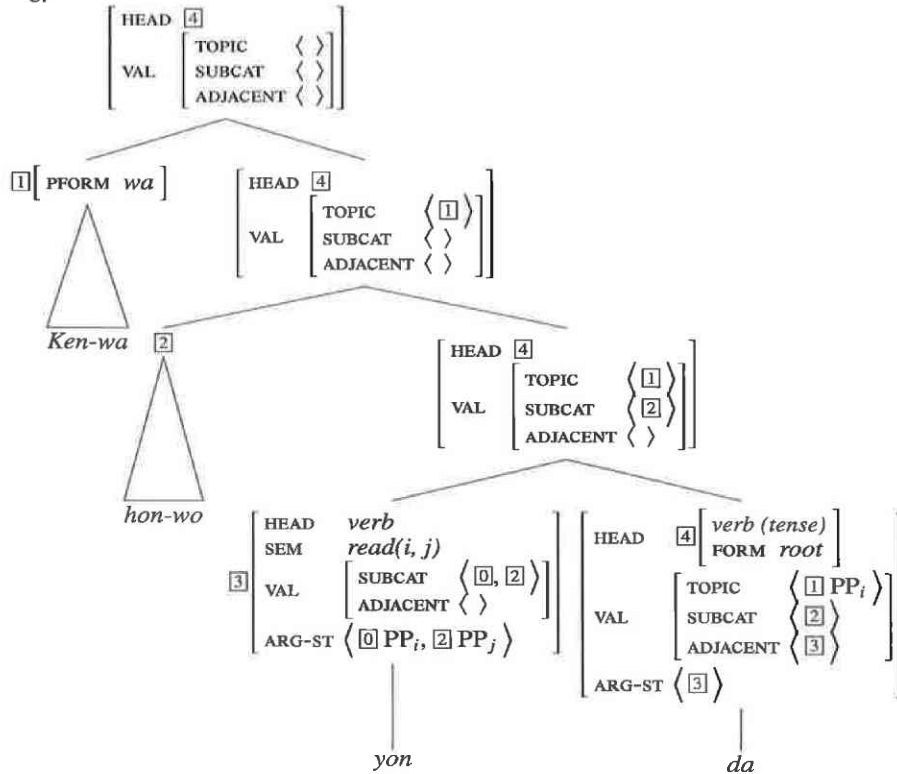 HEAD 4
TOPIC ⟨ ⟩
VAL SUBCAT ⟨ ⟩
ADJACENT ⟨ ⟩
1 [ PFORM wa ]
HEAD 4
TOPIC ⟨ 1 ⟩
VAL SUBCAT ⟨ ⟩
ADJACENT ⟨ ⟩
Ken-wa
2
HEAD 4
TOPIC ⟨ 1 ⟩
VAL SUBCAT ⟨ 2 ⟩
ADJACENT ⟨ ⟩
hon-wo
3
HEAD verb
SEM read(i, j)
VAL SUBCAT ⟨ 0, 2 ⟩
ADJACENT ⟨ ⟩
ARG-ST ⟨ 0 PPi, 2 PPj ⟩
HEAD 4 verb (tense)
FORM root
TOPIC ⟨ 1 PPi ⟩
VAL SUBCAT ⟨ 2 ⟩
ADJACENT ⟨ 3 ⟩
ARG-ST ⟨ 3 ⟩
yon
da